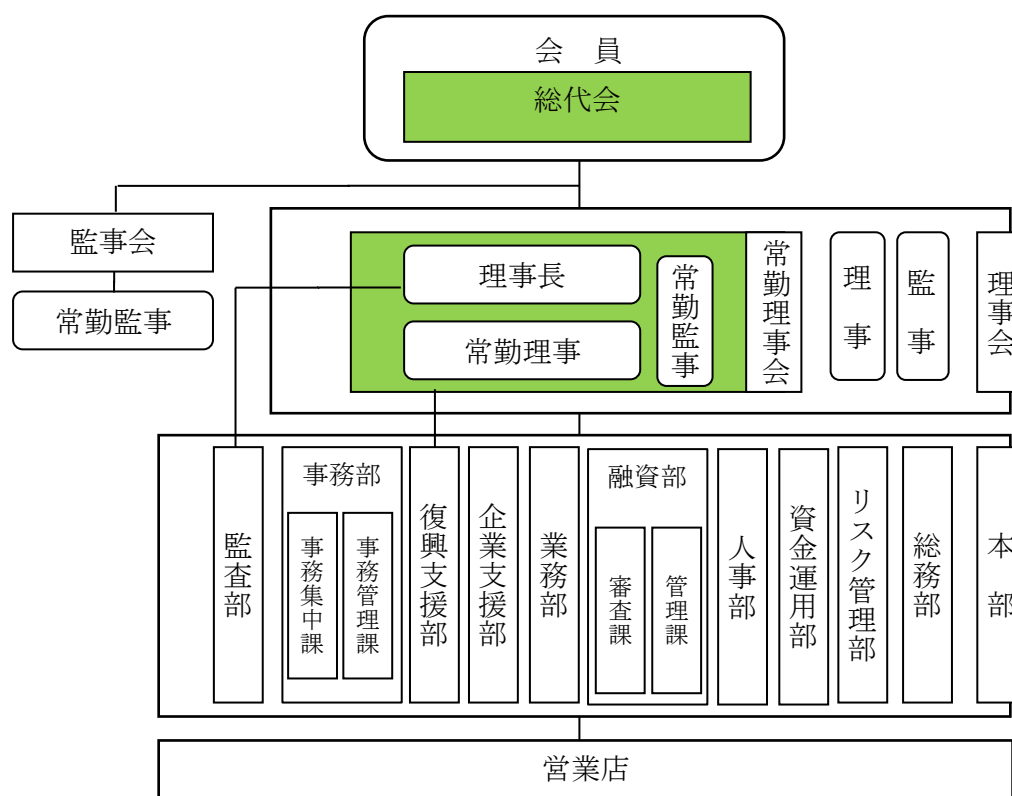 会 員
総代会
監事会
常勤監事
理事長
常勤理事
常勤監事
常勤理事会
理事
監事
理事会
監査部
事務部
事務集中課
事務管理課
復興支援部
企業支援部
業務部
融資部
審査課
管理課
人事部
資金運用部
リスク管理部
総務部
本部
営業店